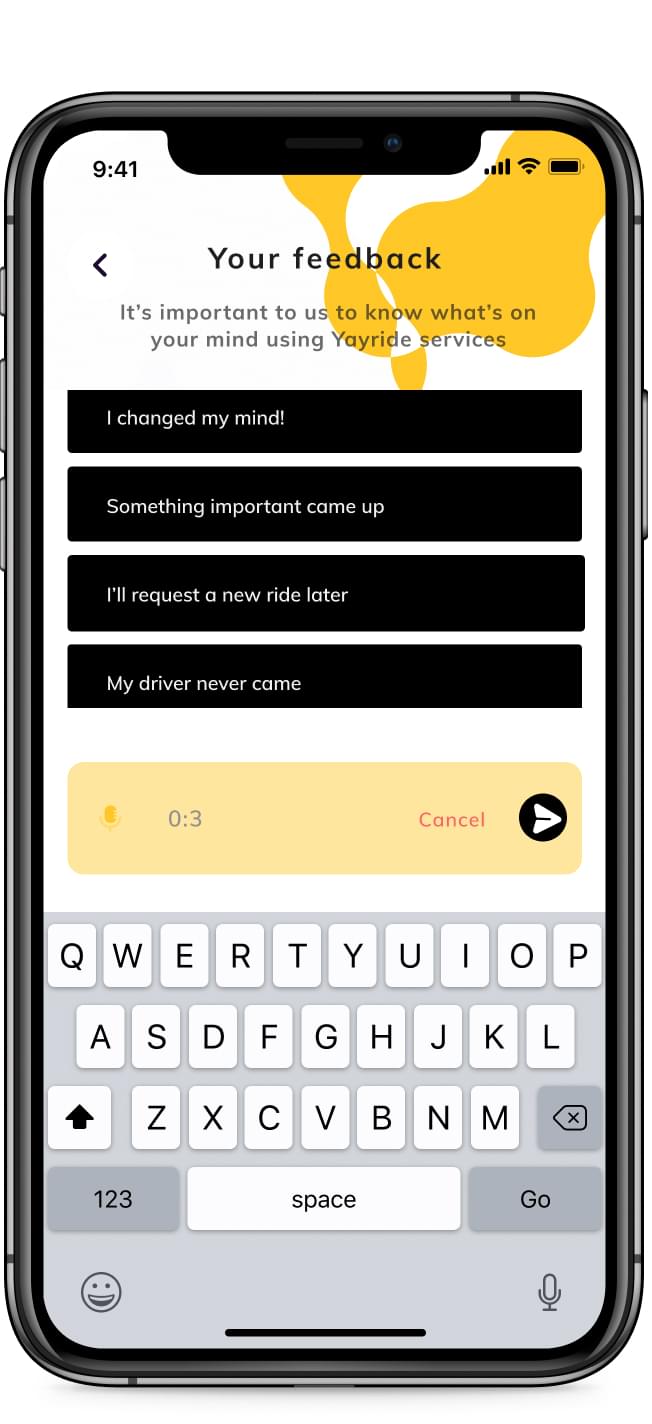 9:41
Your feedback
It’s important to us to know what’s on
your mind using Yayride services
I changed my mind!
Something important came up
I’ll request a new ride later
My driver never came
0:3
Cancel
Q W E R T Y U I O P
A S D F G H J K L
Z X C V B N M
123 space Go